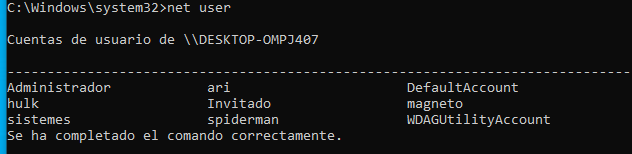 C:\Windows\system32>net user
Cuentas de usuario de \\DESKTOP-OMPJ407
-------------------------------------------------------------------------------
Administrador            ari                      DefaultAccount
hulk                     Invitado                 magneto
sistemes                 spiderman                WDAGUtilityAccount
Se ha completado el comando correctamente.